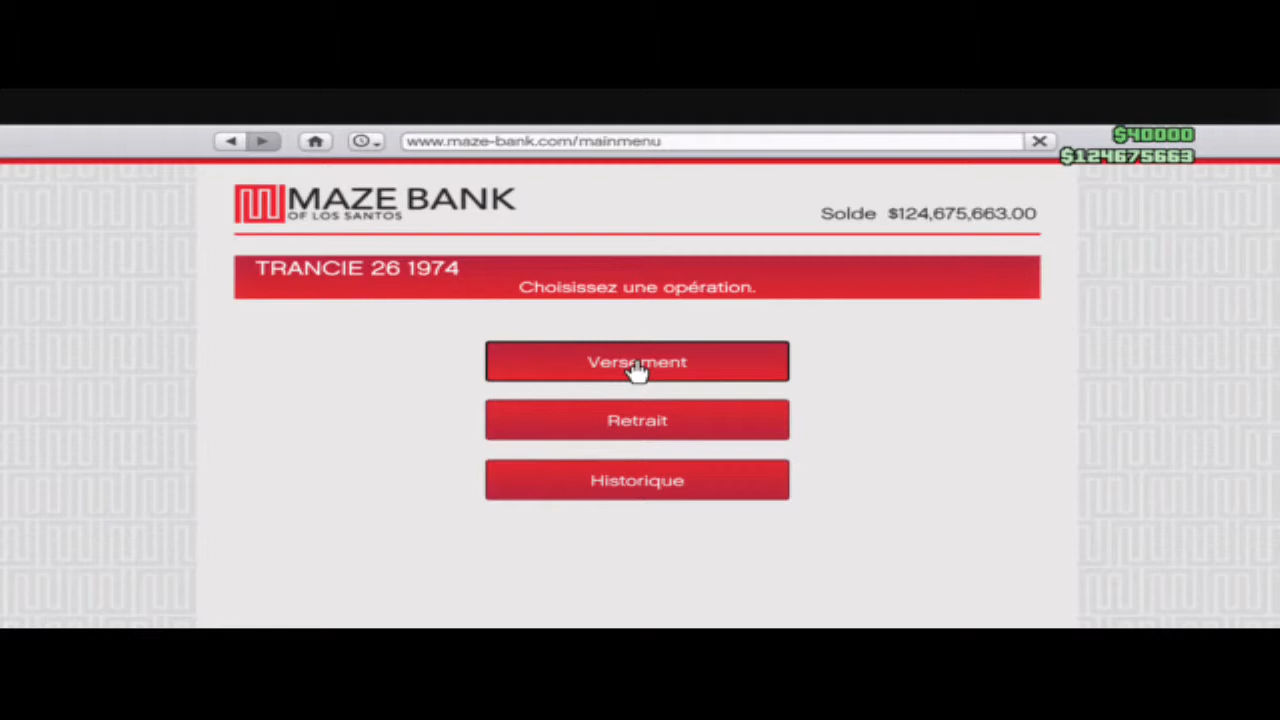 www.maze-bank.com/mainmenu
$40000
$124675663
MAZE BANK
OF LOS SANTOS
Solde $124,675,663.00
TRANCIE 26 1974
Choisissez une opération.
Versement
Retrait
Historique